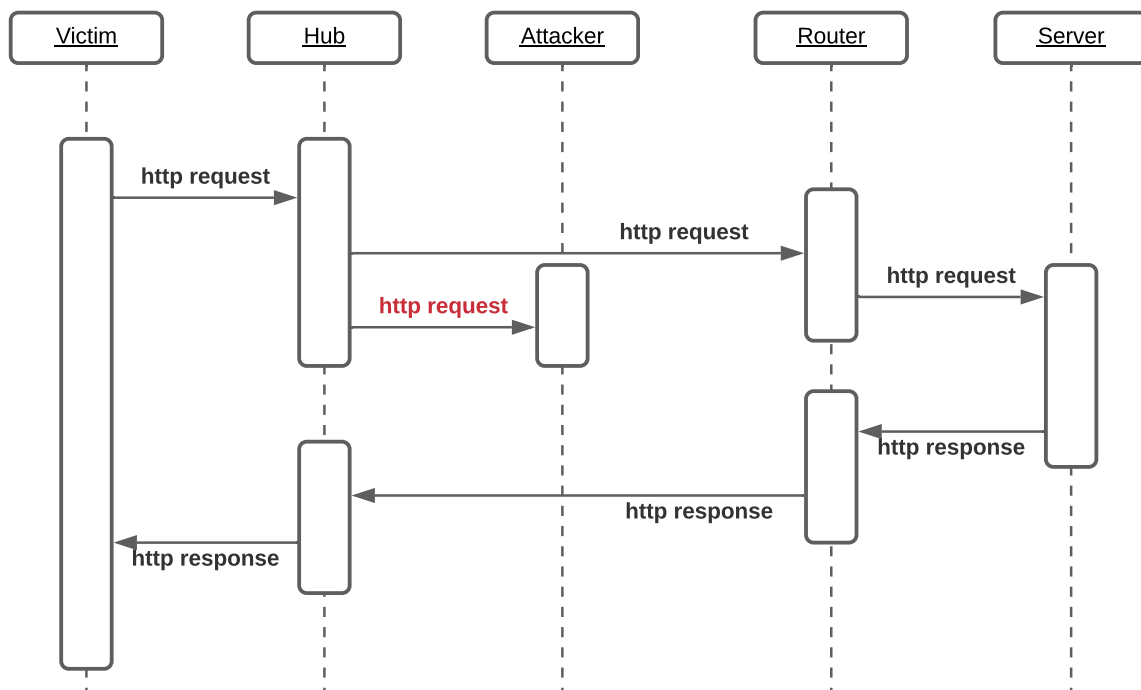 Victim
Hub
Attacker
Router
Server
http request
http request
http request
http request
http response
http response
http response